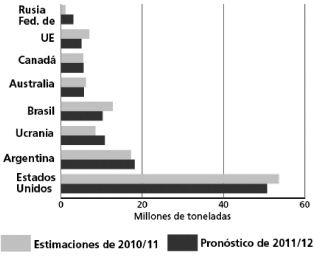 Rusia
Fed. de
UE
Canadá
Australia
Brasil
Ucrania
Argentina
Estados
Unidos
0 20 40 60
Millones de toneladas
Estimaciones de 2010/11 Pronóstico de 2011/12